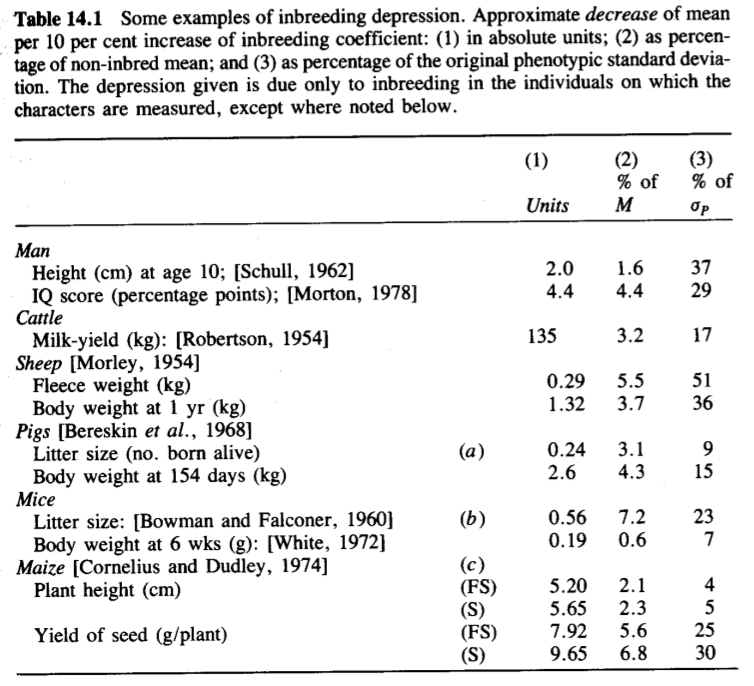 Table 14.1 Some examples of inbreeding depression. Approximate decrease of mean
per 10 per cent increase of inbreeding coefficient: (1) in absolute units; (2) as percen-
tage of non-inbred mean; and (3) as percentage of the original phenotypic standard devia-
tion. The depression given is due only to inbreeding in the individuals on which the
characters are measured, except where noted below.
(1) (2) (3)
% of % of
Units M σP
Man
Height (cm) at age 10; [Schull, 1962] 2.0 1.6 37
IQ score (percentage points); [Morton, 1978] 4.4 4.4 29
Cattle
Milk-yield (kg): [Robertson, 1954] 135 3.2 17
Sheep [Morley, 1954]
Fleece weight (kg) 0.29 5.5 51
Body weight at 1 yr (kg) 1.32 3.7 36
Pigs [Bereskin et al., 1968]
Litter size (no. born alive) (a) 0.24 3.1 9
Body weight at 154 days (kg) 2.6 4.3 15
Mice
Litter size: [Bowman and Falconer, 1960] (b) 0.56 7.2 23
Body weight at 6 wks (g): [White, 1972] 0.19 0.6 7
Maize [Cornelius and Dudley, 1974] (c)
Plant height (cm) (FS) 5.20 2.1 4
(S) 5.65 2.3 5
Yield of seed (g/plant) (FS) 7.92 5.6 25
(S) 9.65 6.8 30